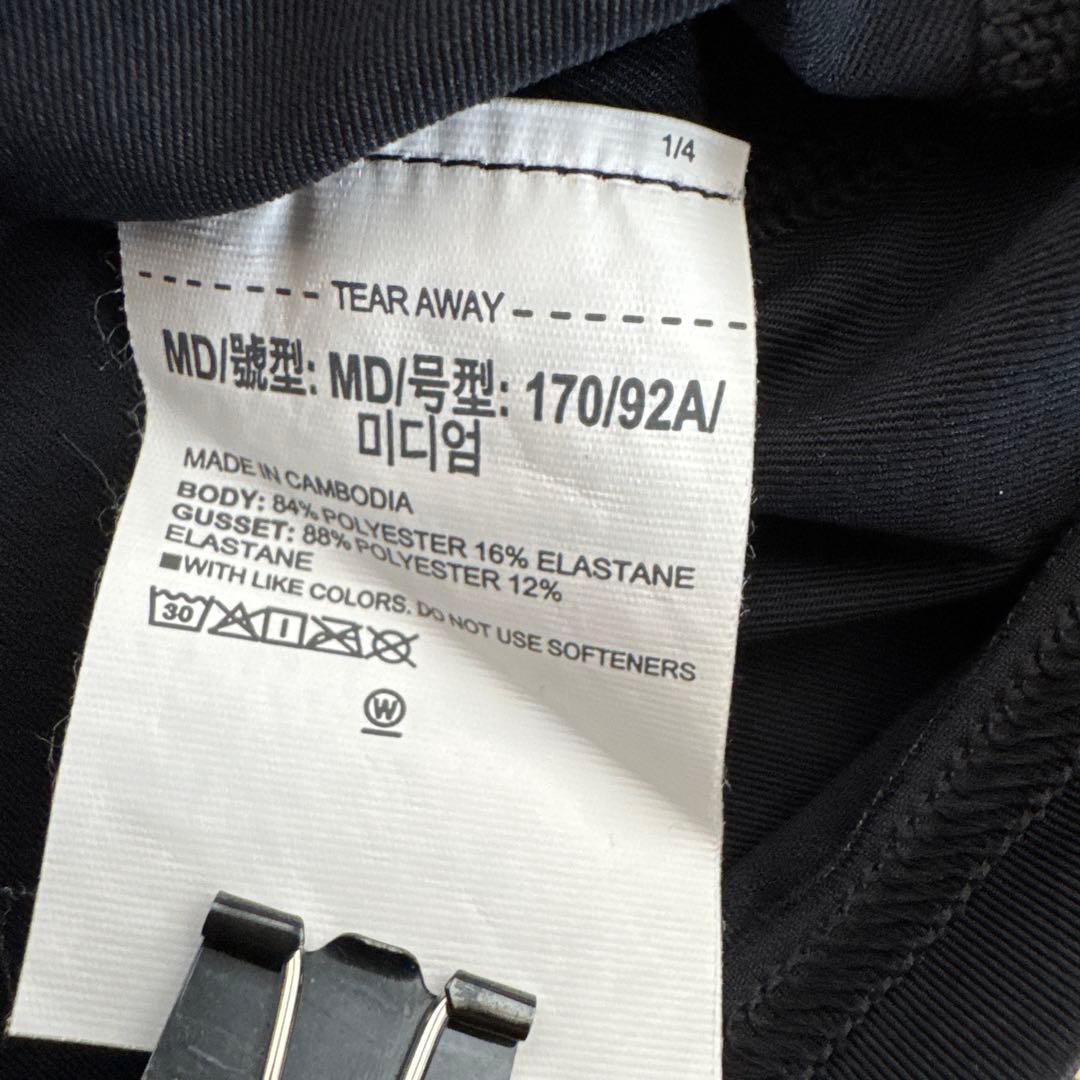 1/4
TEAR AWAY
MD/號型: MD/号型: 170/92A/
미디엄
MADE IN CAMBODIA
BODY: 84% POLYESTER 16% ELASTANE
GUSSET: 88% POLYESTER 12%
ELASTANE
■WITH LIKE COLORS. DO NOT USE SOFTENERS
30
W